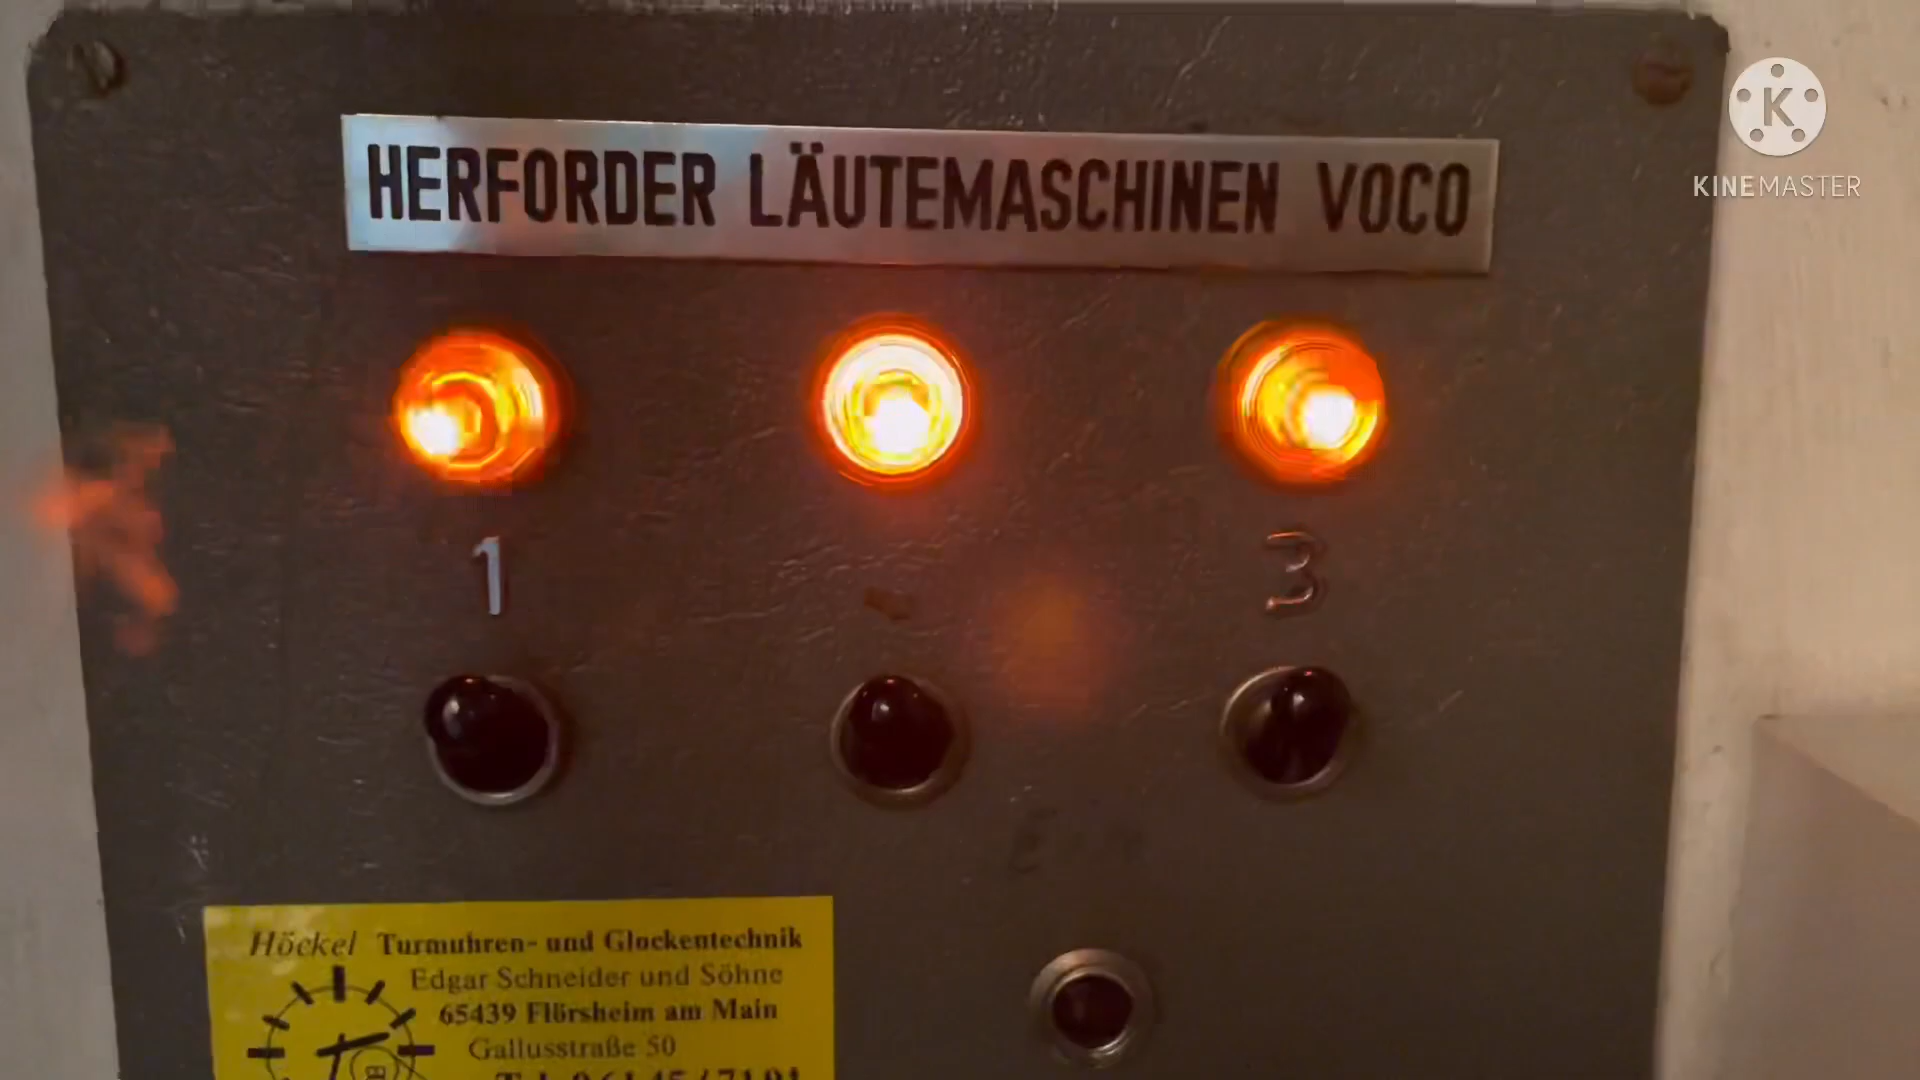 HERFORDER LÄUTEMASCHINEN VOCO
K
KINEMASTER
1
3
Höckel Turmuhren- und Glockentechnik
Edgar Schneider und Söhne
65439 Flörsheim am Main
Gallusstraße 50